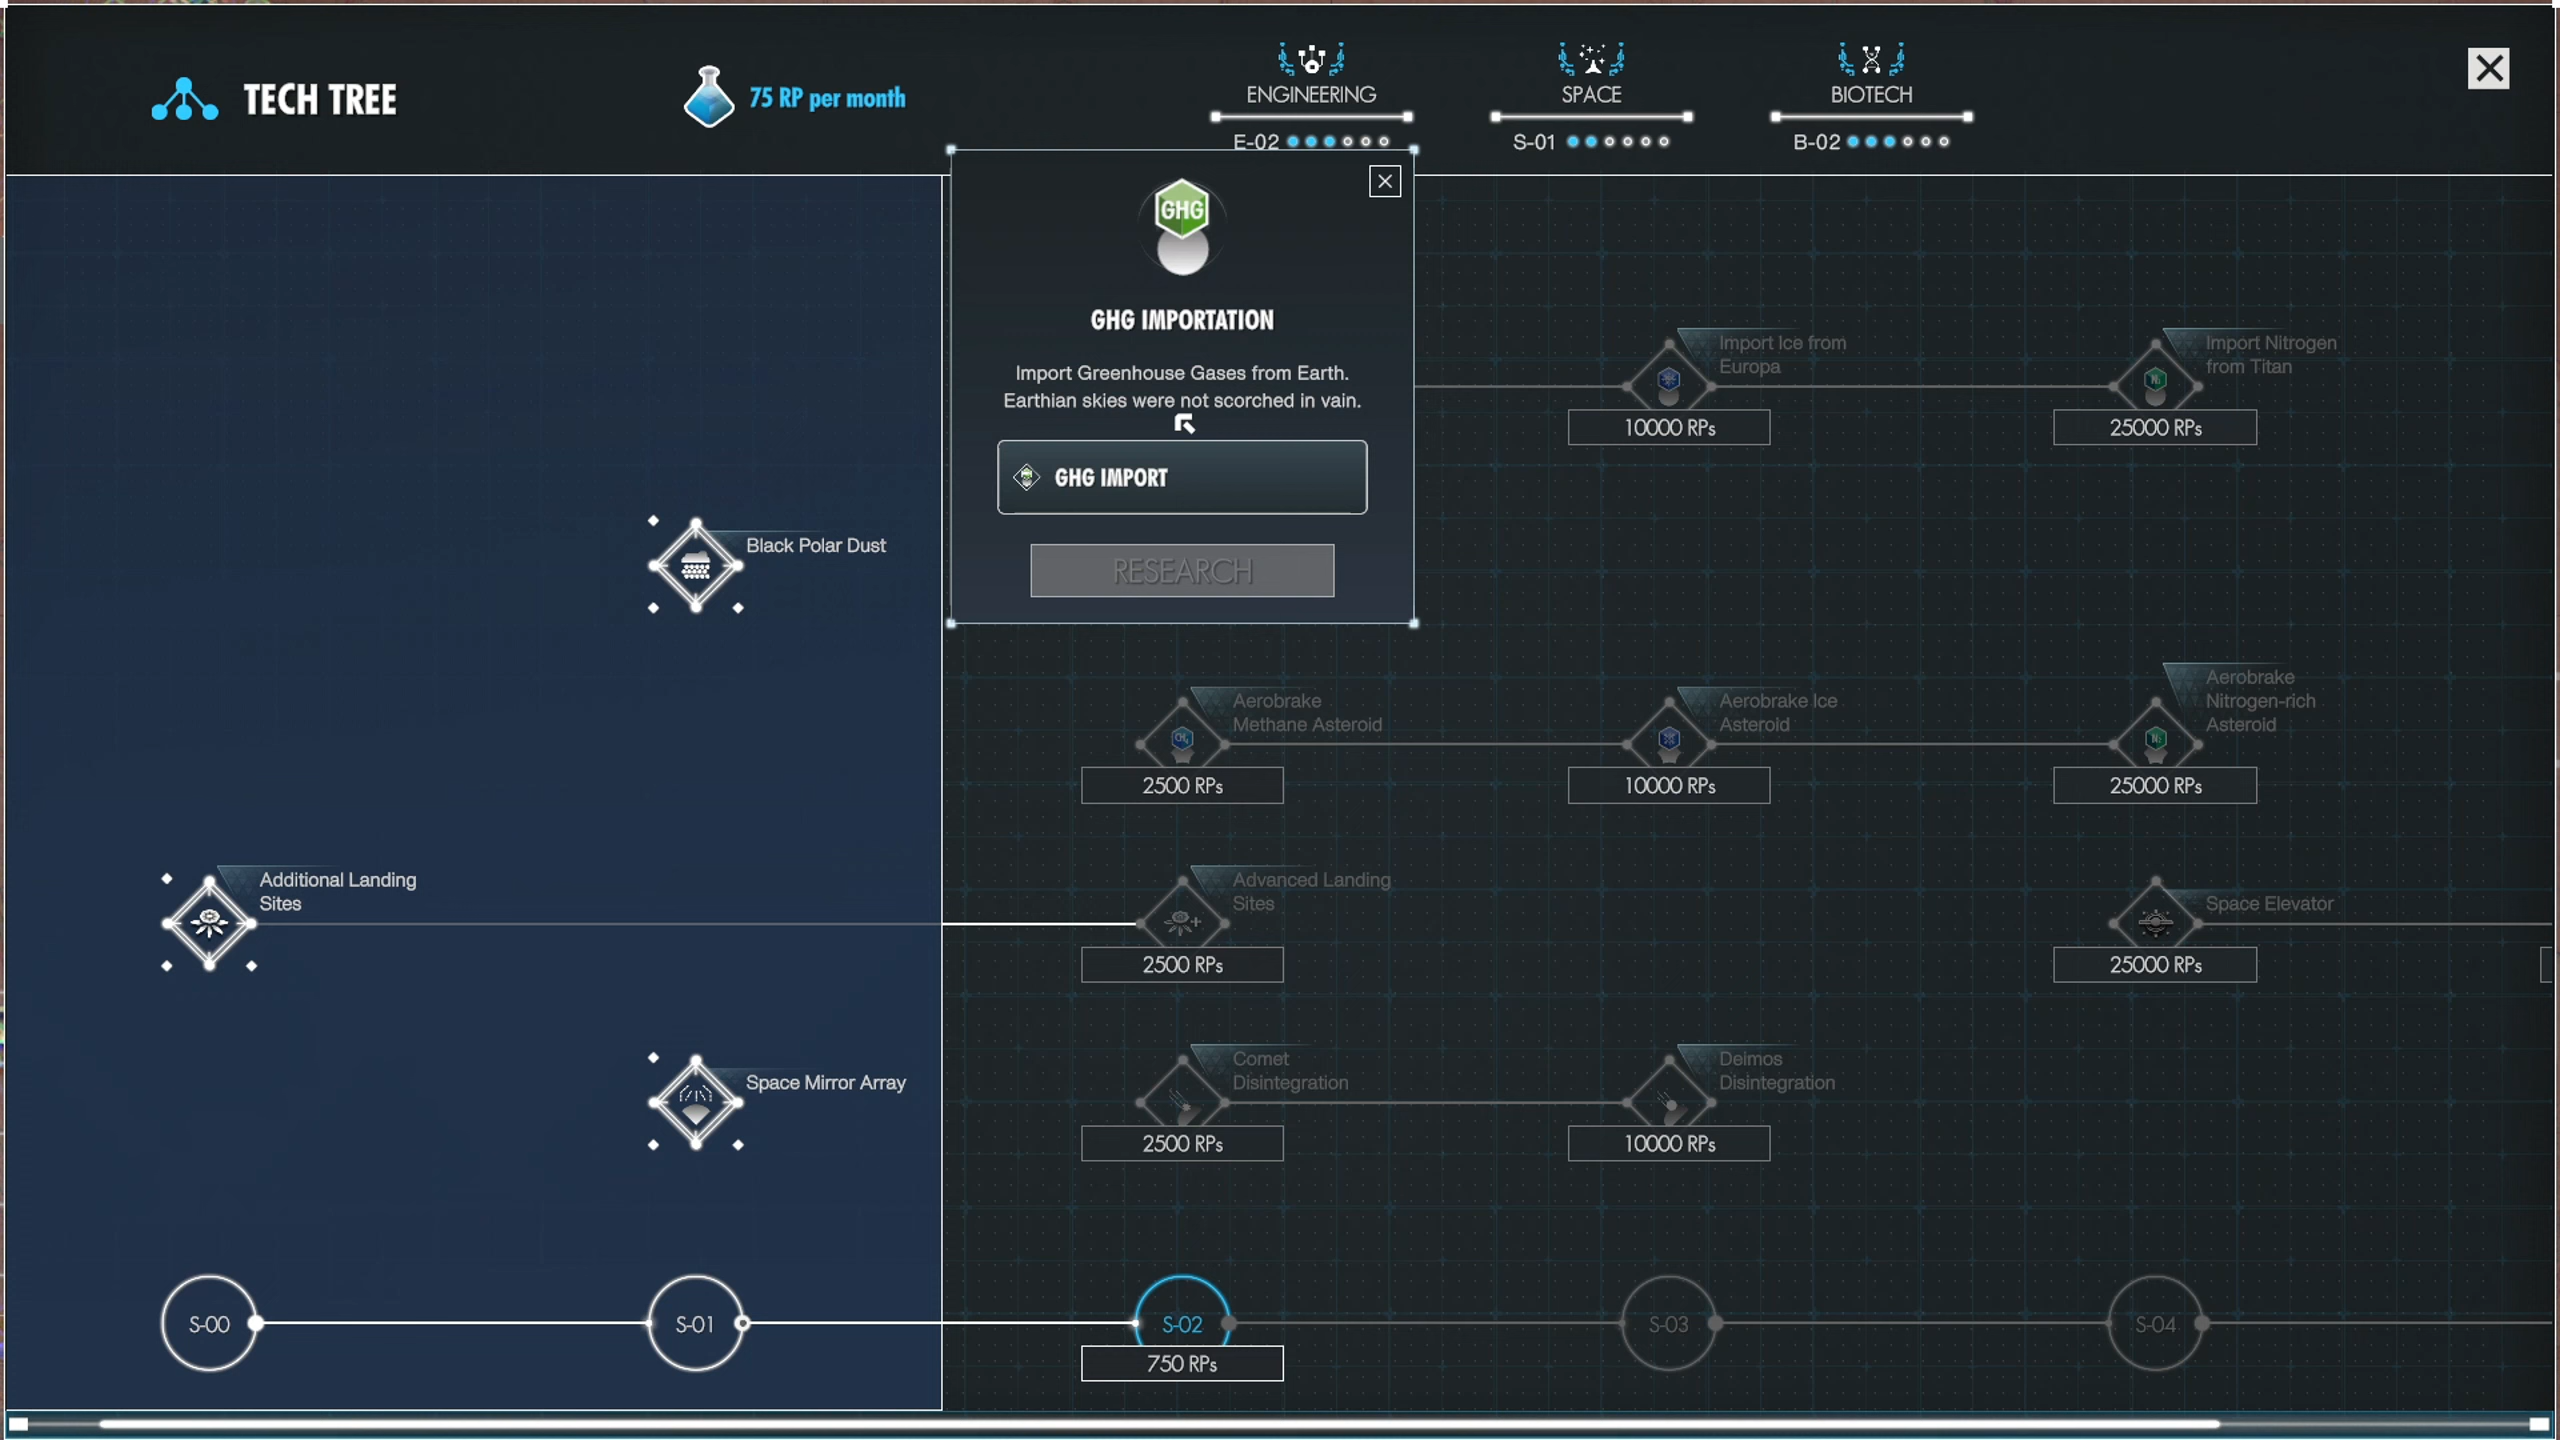 TECH TREE
75 RP per month
ENGINEERING
E-02
SPACE
S-01
BIOTECH
B-02
GHG
GHG IMPORTATION
Import Greenhouse Gases from Earth.
Earthian skies were not scorched in vain.
GHG IMPORT
RESEARCH
Import Ice from
Europa
10000 RPs
Import Nitrogen
from Titan
25000 RPs
Black Polar Dust
Aerobrake
Methane Asteroid
2500 RPs
Aerobrake Ice
Asteroid
10000 RPs
Aerobrake
Nitrogen-rich
Asteroid
25000 RPs
Additional Landing
Sites
Advanced Landing
Sites
2500 RPs
Space Elevator
25000 RPs
Space Mirror Array
Comet
Disintegration
2500 RPs
Deimos
Disintegration
10000 RPs
S-00
S-01
S-02
750 RPs
S-03
S-04